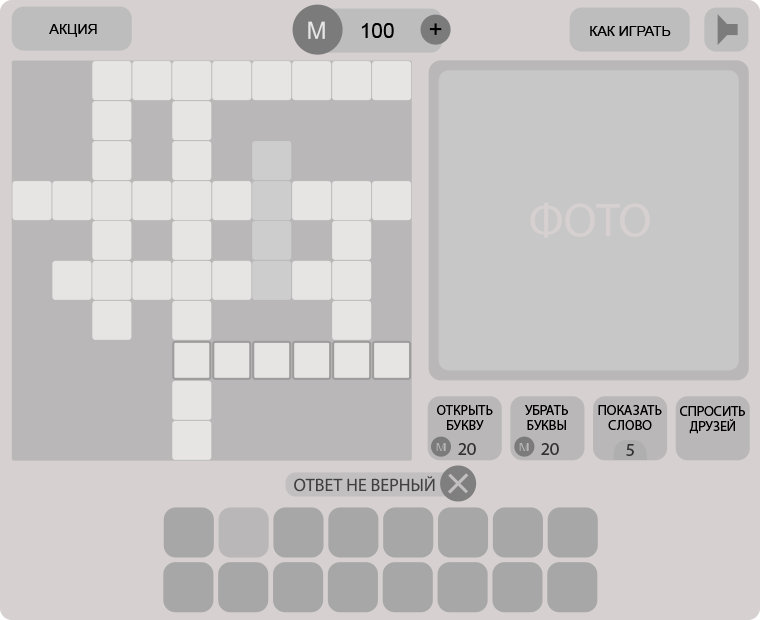 АКЦИЯ
М 100 +
КАК ИГРАТЬ
ФОТО
ОТКРЫТЬ
БУКВУ
М 20
УБРАТЬ
БУКВЫ
М 20
ПОКАЗАТЬ
СЛОВО
5
СПРОСИТЬ
ДРУЗЕЙ
ОТВЕТ НЕ ВЕРНЫЙ